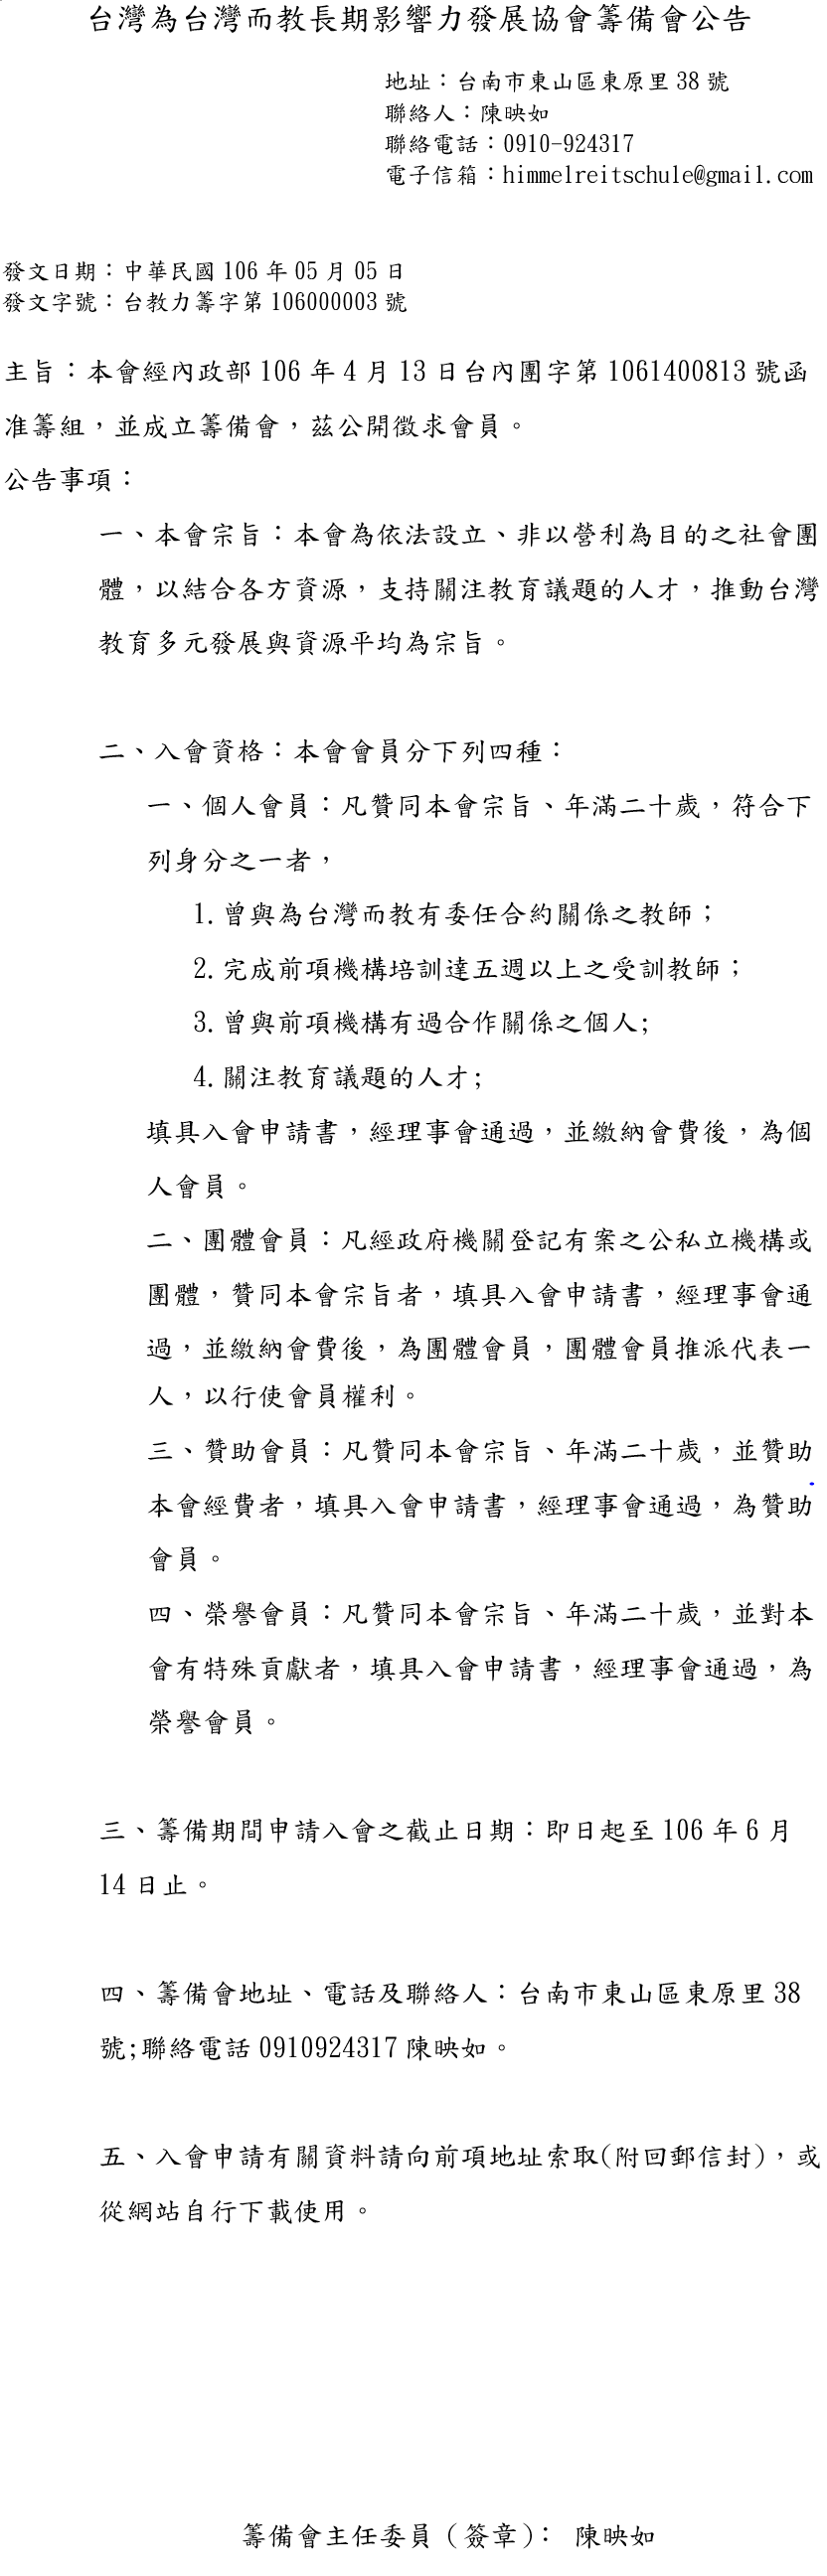 台灣為台灣而教長期影響力發展協會籌備會公告
地址：台南市東山區東原里 38 號
聯絡人：陳映如
聯絡電話：0910-924317
電子信箱：himmelreitschule@gmail.com
發文日期：中華民國 106 年 05 月 05 日
發文字號：台教力籌字第 106000003 號
主旨：本會經內政部 106 年 4 月 13 日台內團字第 1061400813 號函
准籌組，並成立籌備會，茲公開徵求會員。
公告事項：
一、本會宗旨：本會為依法設立、非以營利為目的之社會團
體，以結合各方資源，支持關注教育議題的人才，推動台灣
教育多元發展與資源平均為宗旨。
二、入會資格：本會會員分下列四種：
一、個人會員：凡贊同本會宗旨、年滿二十歲，符合下
列身分之一者，
1. 曾與為台灣而教有委任合約關係之教師；
2. 完成前項機構培訓達五週以上之受訓教師；
3. 曾與前項機構有過合作關係之個人;
4. 關注教育議題的人才;
填具入會申請書，經理事會通過，並繳納會費後，為個
人會員。
二、團體會員：凡經政府機關登記有案之公私立機構或
團體，贊同本會宗旨者，填具入會申請書，經理事會通
過，並繳納會費後，為團體會員，團體會員推派代表一
人，以行使會員權利。
三、贊助會員：凡贊同本會宗旨、年滿二十歲，並贊助
本會經費者，填具入會申請書，經理事會通過，為贊助
會員。
四、榮譽會員：凡贊同本會宗旨、年滿二十歲，並對本
會有特殊貢獻者，填具入會申請書，經理事會通過，為
榮譽會員。
三、籌備期間申請入會之截止日期：即日起至 106 年 6 月
14 日止。
四、籌備會地址、電話及聯絡人：台南市東山區東原里 38
號;聯絡電話 0910924317 陳映如。
五、入會申請有關資料請向前項地址索取(附回郵信封)，或
從網站自行下載使用。
籌備會主任委員（簽章）： 陳映如